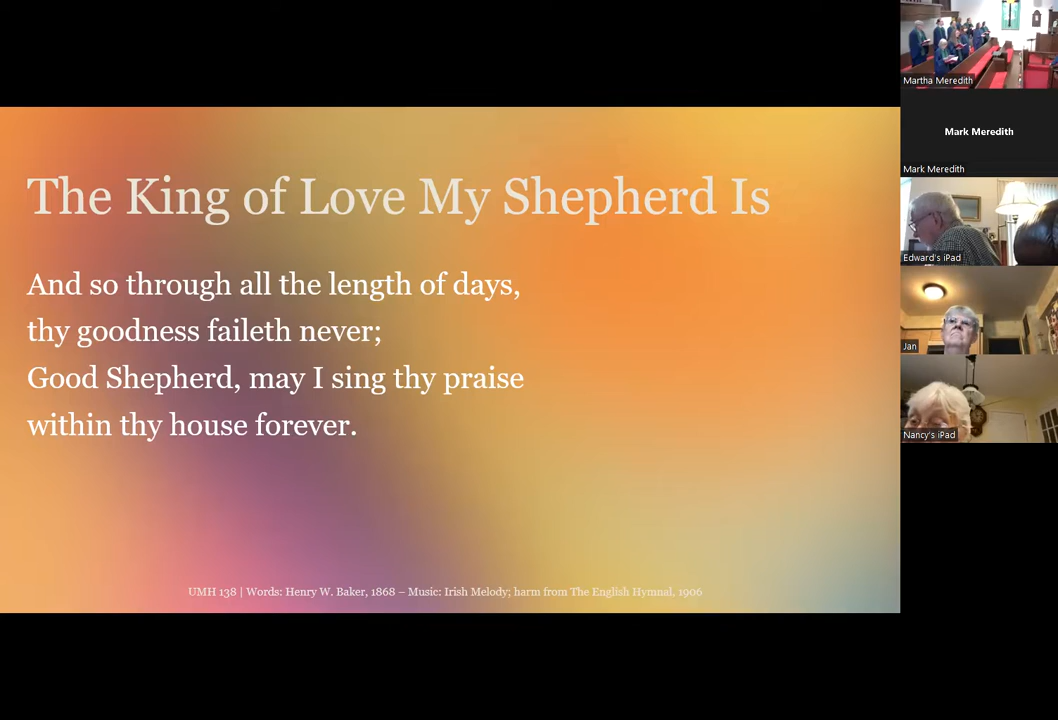 The King of Love My Shepherd Is
And so through all the length of days,
thy goodness faileth never;
Good Shepherd, may I sing thy praise
within thy house forever.
UMH 138 | Words: Henry W. Baker, 1868 – Music: Irish Melody; harm from The English Hymnal, 1906
Martha Meredith
Mark Meredith
Mark Meredith
Edward's iPad
Jan
Nancy's iPad